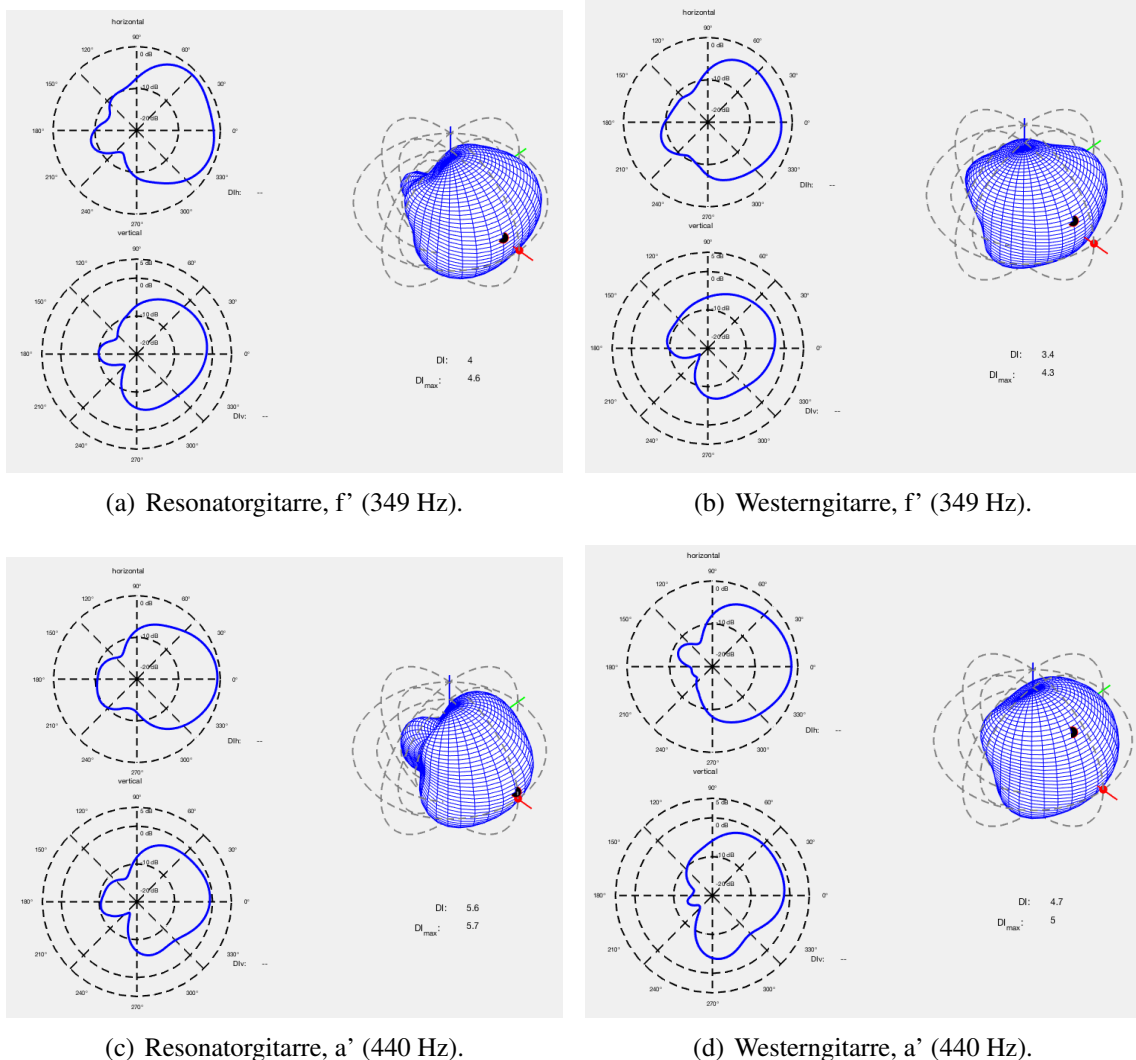 horizontal
90°
120°
60°
0 dB
150°
30°
-10 dB
-20 dB
180°
0°
210°
330°
DIh: --
240°
300°
270°
vertical
90°
120°
60°
5 dB
0 dB
150°
30°
-10 dB
-20 dB
180°
0°
DI: 4
DImax: 4.6
210°
330°
DIv: --
240°
300°
270°
(a) Resonatorgitarre, f’ (349 Hz).
horizontal
90°
120°
60°
0 dB
150°
30°
-10 dB
-20 dB
180°
0°
210°
330°
DIh: --
240°
300°
270°
vertical
90°
120°
60°
5 dB
0 dB
150°
30°
-10 dB
-20 dB
180°
0°
DI: 3.4
DImax: 4.3
210°
330°
DIv: --
240°
300°
270°
(b) Westerngitarre, f’ (349 Hz).
horizontal
90°
120°
60°
0 dB
150°
30°
-10 dB
-20 dB
180°
0°
210°
330°
DIh: --
240°
300°
270°
vertical
90°
120°
60°
5 dB
0 dB
150°
30°
-10 dB
-20 dB
180°
0°
DI: 5.6
DImax: 5.7
210°
330°
DIv: --
240°
300°
270°
(c) Resonatorgitarre, a’ (440 Hz).
horizontal
90°
120°
60°
0 dB
150°
30°
-10 dB
-20 dB
180°
0°
210°
330°
DIh: --
240°
300°
270°
vertical
90°
120°
60°
5 dB
0 dB
150°
30°
-10 dB
-20 dB
180°
0°
DI: 4.7
DImax: 5
210°
330°
DIv: --
240°
300°
270°
(d) Westerngitarre, a’ (440 Hz).